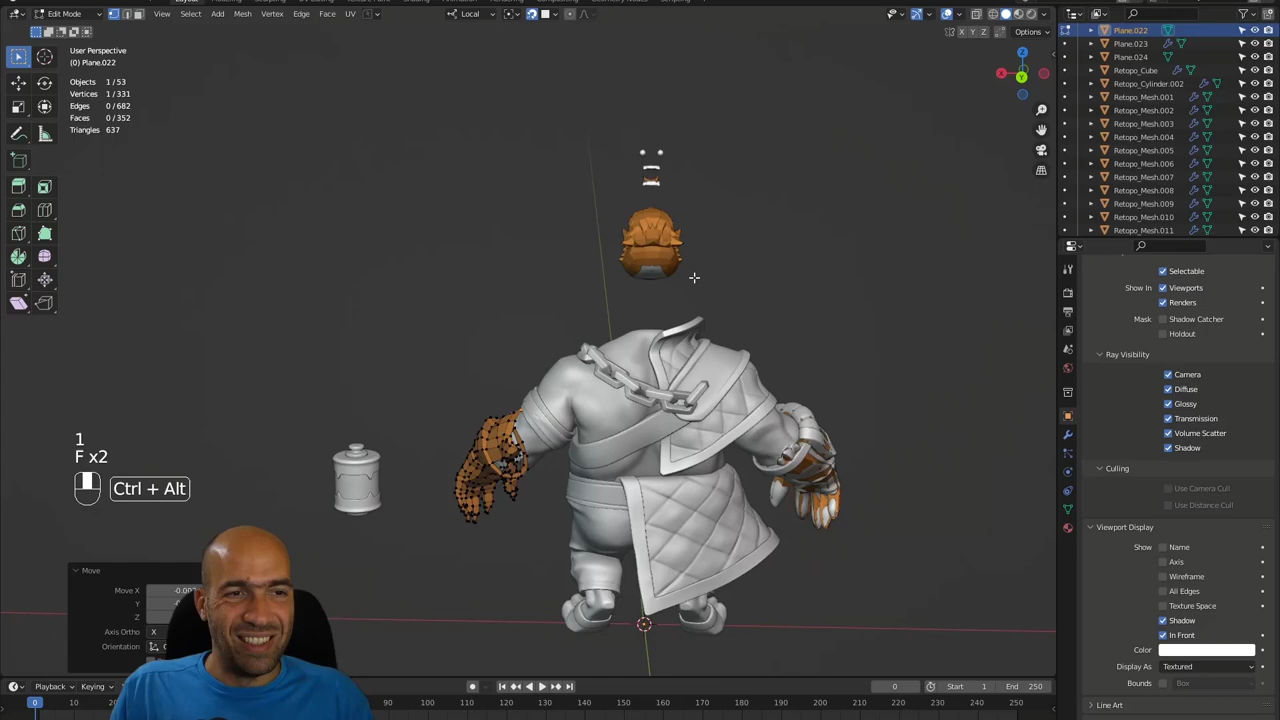 Edit Mode
View Select Add Mesh Vertex Edge Face UV
Local
X Y Z Options
User Perspective
(0) Plane.022
Objects 1/53
Vertices 1/331
Edges 0/682
Faces 0/352
Triangles 637
Z
X
Y
Plane.022
Plane.023
Plane.024
Retopo_Cube
Retopo_Cylinder.002
Retopo_Mesh.001
Retopo_Mesh.002
Retopo_Mesh.003
Retopo_Mesh.004
Retopo_Mesh.005
Retopo_Mesh.006
Retopo_Mesh.007
Retopo_Mesh.008
Retopo_Mesh.009
Retopo_Mesh.010
Retopo_Mesh.011
Selectable
Show In Viewports
Renders
Mask Shadow Catcher
Holdout
Ray Visibility
Camera
Diffuse
Glossy
Transmission
Volume Scatter
Shadow
Culling
Use Camera Cull
Use Distance Cull
Viewport Display
Show Name
Axis
Wireframe
All Edges
Texture Space
Shadow
In Front
Color
Display As Textured
Bounds Box
Line Art
1
F x2
Ctrl + Alt
Move
Move X
Y
Z
Axis Ortho X
Orientation
Playback Keying View Marker
0 Start 1 End 250
0 10 20 70 80 90 100 110 120 130 140 150 160 170 180 190 200 210 220 230 240 250